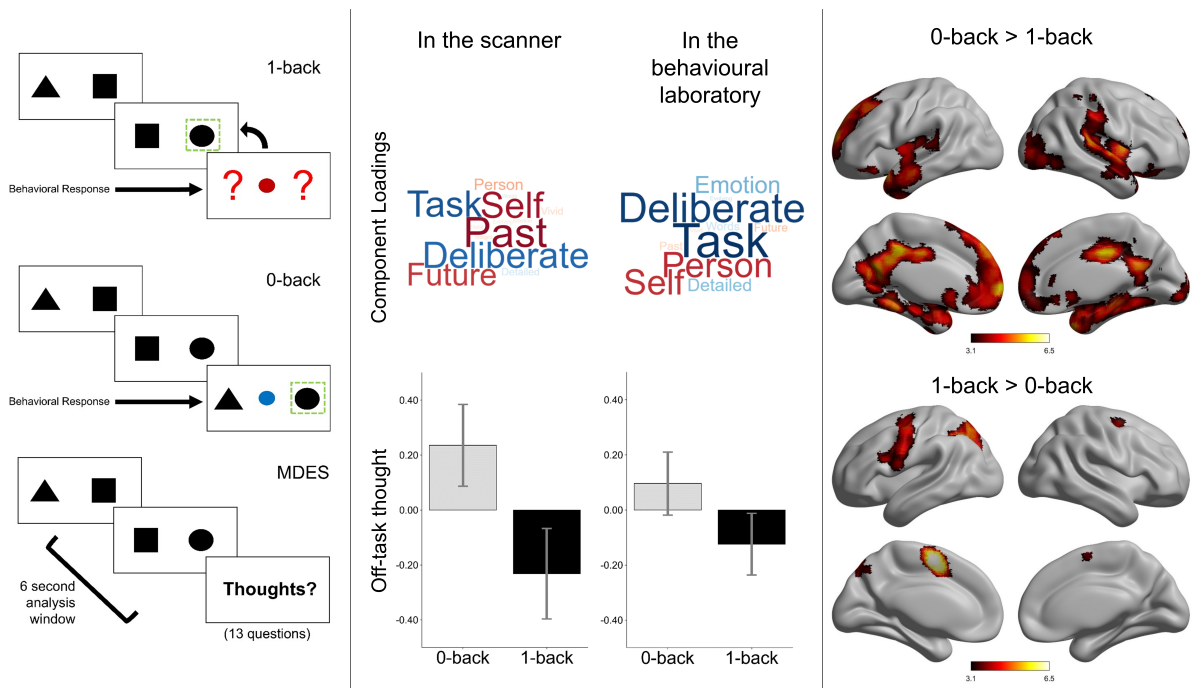 1-back
Behavioral Response
? ?
0-back
Behavioral Response
MDES
6 second
analysis
window
Thoughts?
(13 questions)
In the scanner
In the
behavioural
laboratory
Component Loadings
Person
Task Self Vivid
Past
Deliberate
Future Detailed
Emotion
Deliberate
Words Future
Task
Past
Person
Self Detailed
Off-task thought
0.40
0.20
0.00
-0.20
-0.40
0-back 1-back
0.40
0.20
0.00
-0.20
-0.40
0-back 1-back
0-back > 1-back
3.1 6.5
1-back > 0-back
3.1 6.5